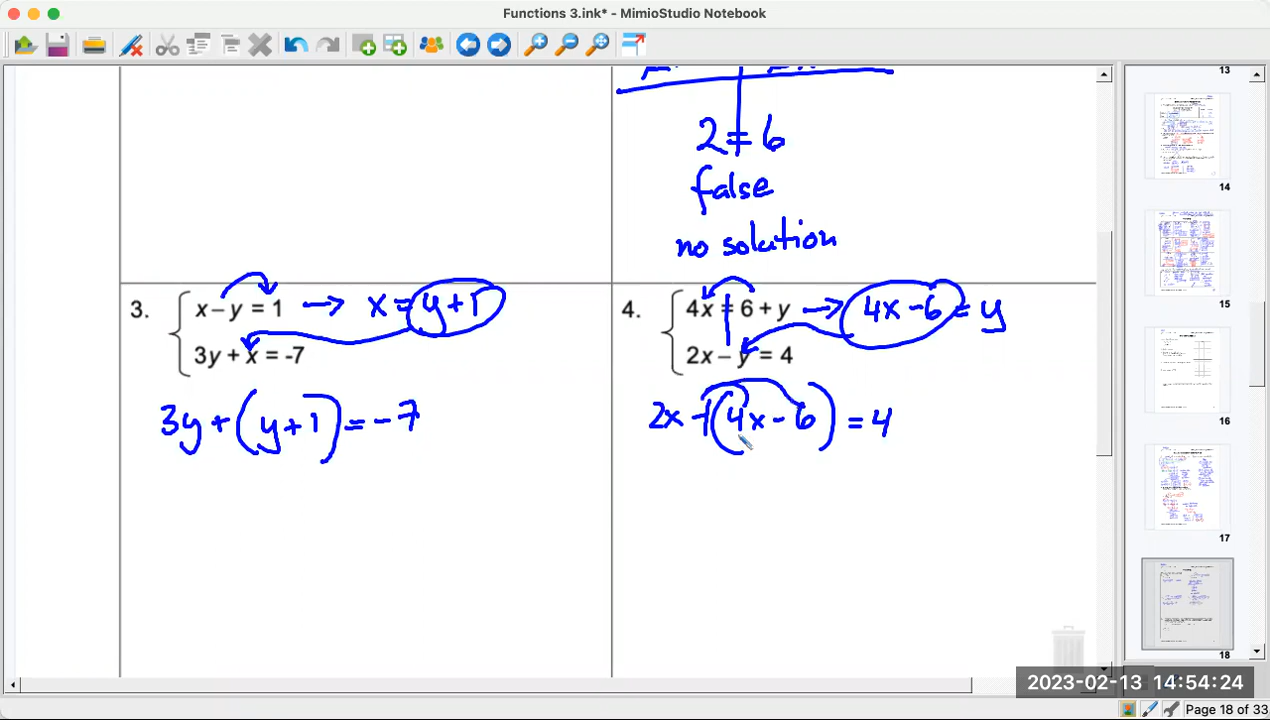 Functions 3.ink* - MimioStudio Notebook
2 = 6
false
no solution
3. x - y = 1 → x = y + 1
3y + x = -7
3y + (y + 1) = -7
4. 4x = 6 + y → 4x - 6 = y
2x - y = 4
2x - 1(4x - 6) = 4
13
14
15
16
17
18
2023-02-13 14:54:24
Page 18 of 33